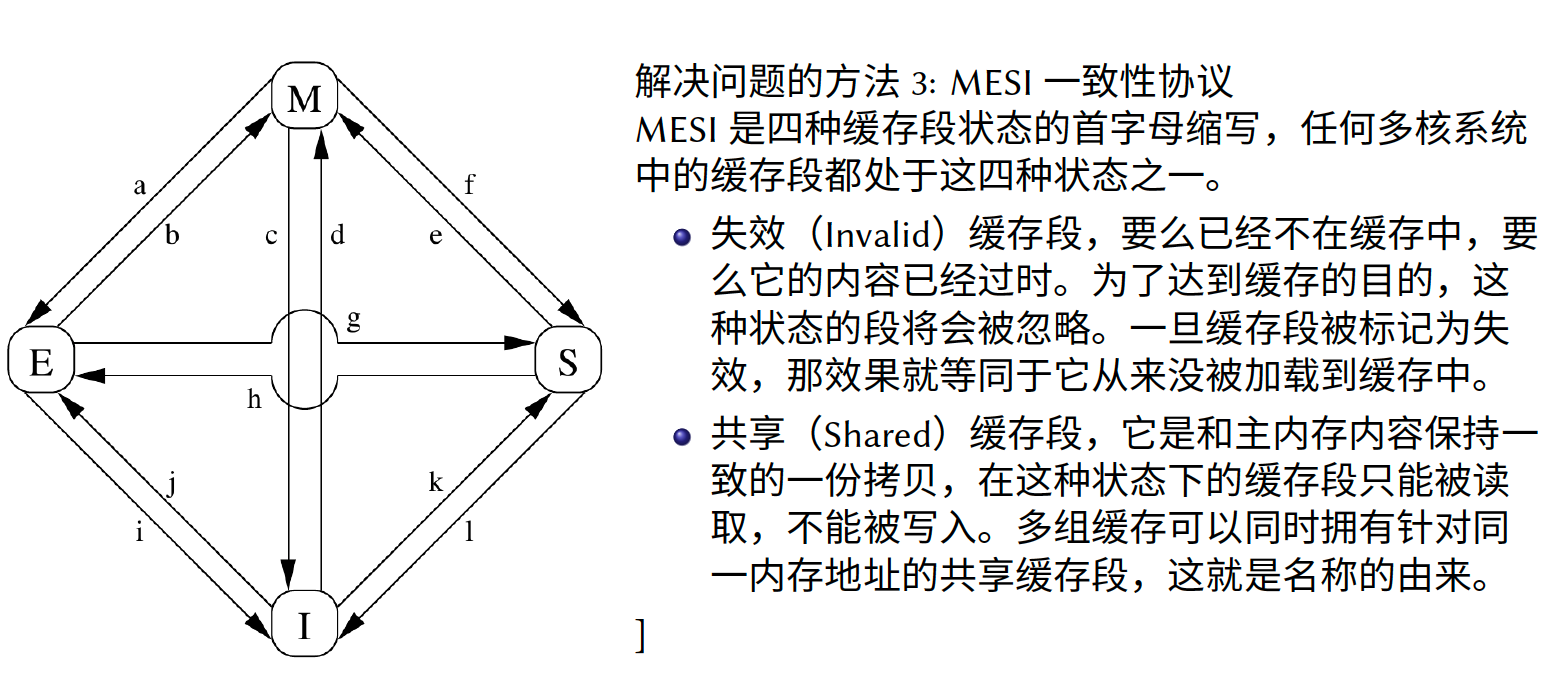 M
a
f
b
c
d
e
g
E
S
h
j
k
i
l
I
解决问题的方法 3: MESI 一致性协议
MESI 是四种缓存段状态的首字母缩写，任何多核系统
中的缓存段都处于这四种状态之一。
失效（Invalid）缓存段，要么已经不在缓存中，要
么它的内容已经过时。为了达到缓存的目的，这
种状态的段将会被忽略。一旦缓存段被标记为失
效，那效果就等同于它从来没被加载到缓存中。
共享（Shared）缓存段，它是和主内存内容保持一
致的一份拷贝，在这种状态下的缓存段只能被读
取，不能被写入。多组缓存可以同时拥有针对同
一内存地址的共享缓存段，这就是名称的由来。
]